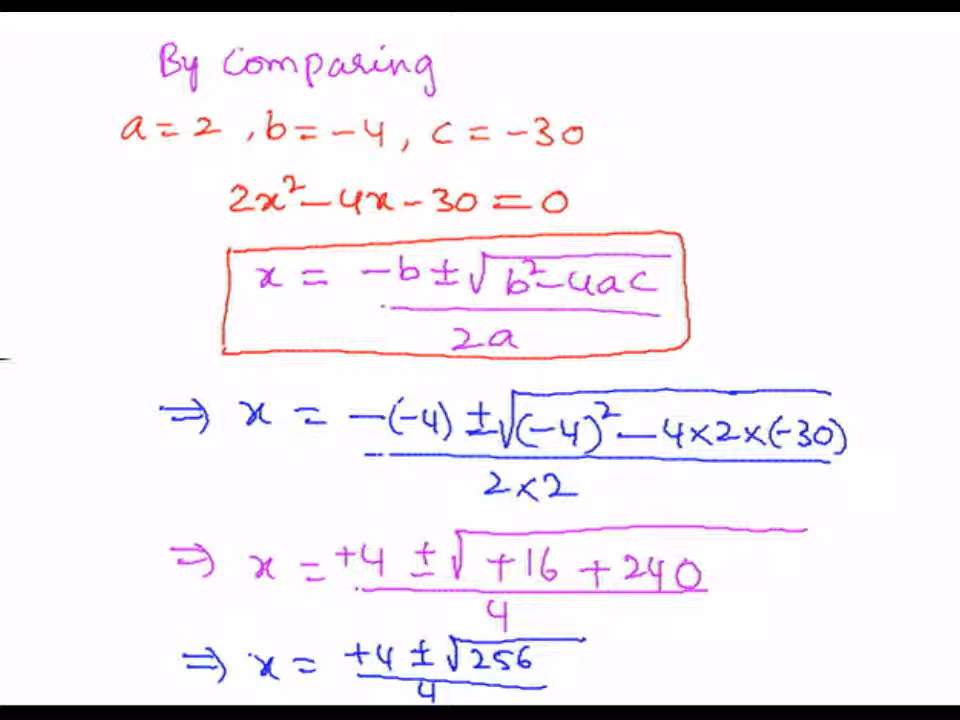 By Comparing
a = 2 , b = -4 , c = -30
2x² - 4x - 30 = 0
x = -b ± √b² - 4ac / 2a
⇒ x = -(-4) ± √(-4)² - 4×2×(-30) / 2×2
⇒ x = +4 ± √+16 + 240 / 4
⇒ x = +4 ± √256 / 4